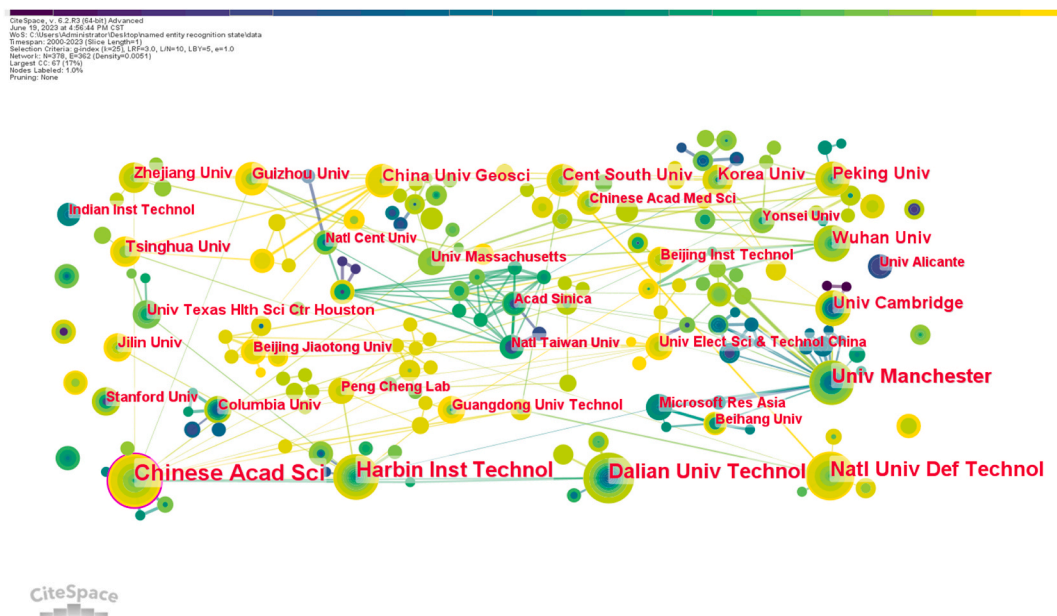 CiteSpace, v. 6.2.R3 (64-bit) Advanced
June 19, 2023 at 4:56:44 PM CST
WoS: C:\Users\Administrator\Desktop\named entity recognition state\data
Timespan: 2000-2023 (Slice Length=1)
Selection Criteria: g-index (k=25), LRF=3.0, L/N=10, LBY=5, e=1.0
Network: N=378, E=362 (Density=0.0051)
Largest CC: 67 (17%)
Nodes Labeled: 1.0%
Pruning: None
Zhejiang Univ
Guizhou Univ
China Univ Geosci
Cent South Univ
Korea Univ
Peking Univ
Chinese Acad Med Sci
Indian Inst Technol
Yonsei Univ
Natl Cent Univ
Wuhan Univ
Tsinghua Univ
Univ Massachusetts
Beijing Inst Technol
Univ Alicante
Acad Sinica
Univ Cambridge
Univ Texas Hlth Sci Ctr Houston
Jilin Univ
Beijing Jiaotong Univ
Natl Taiwan Univ
Univ Elect Sci & Technol China
Univ Manchester
Peng Cheng Lab
Stanford Univ
Columbia Univ
Guangdong Univ Technol
Microsoft Res Asia
Beihang Univ
Chinese Acad Sci
Harbin Inst Technol
Dalian Univ Technol
Natl Univ Def Technol
CiteSpace